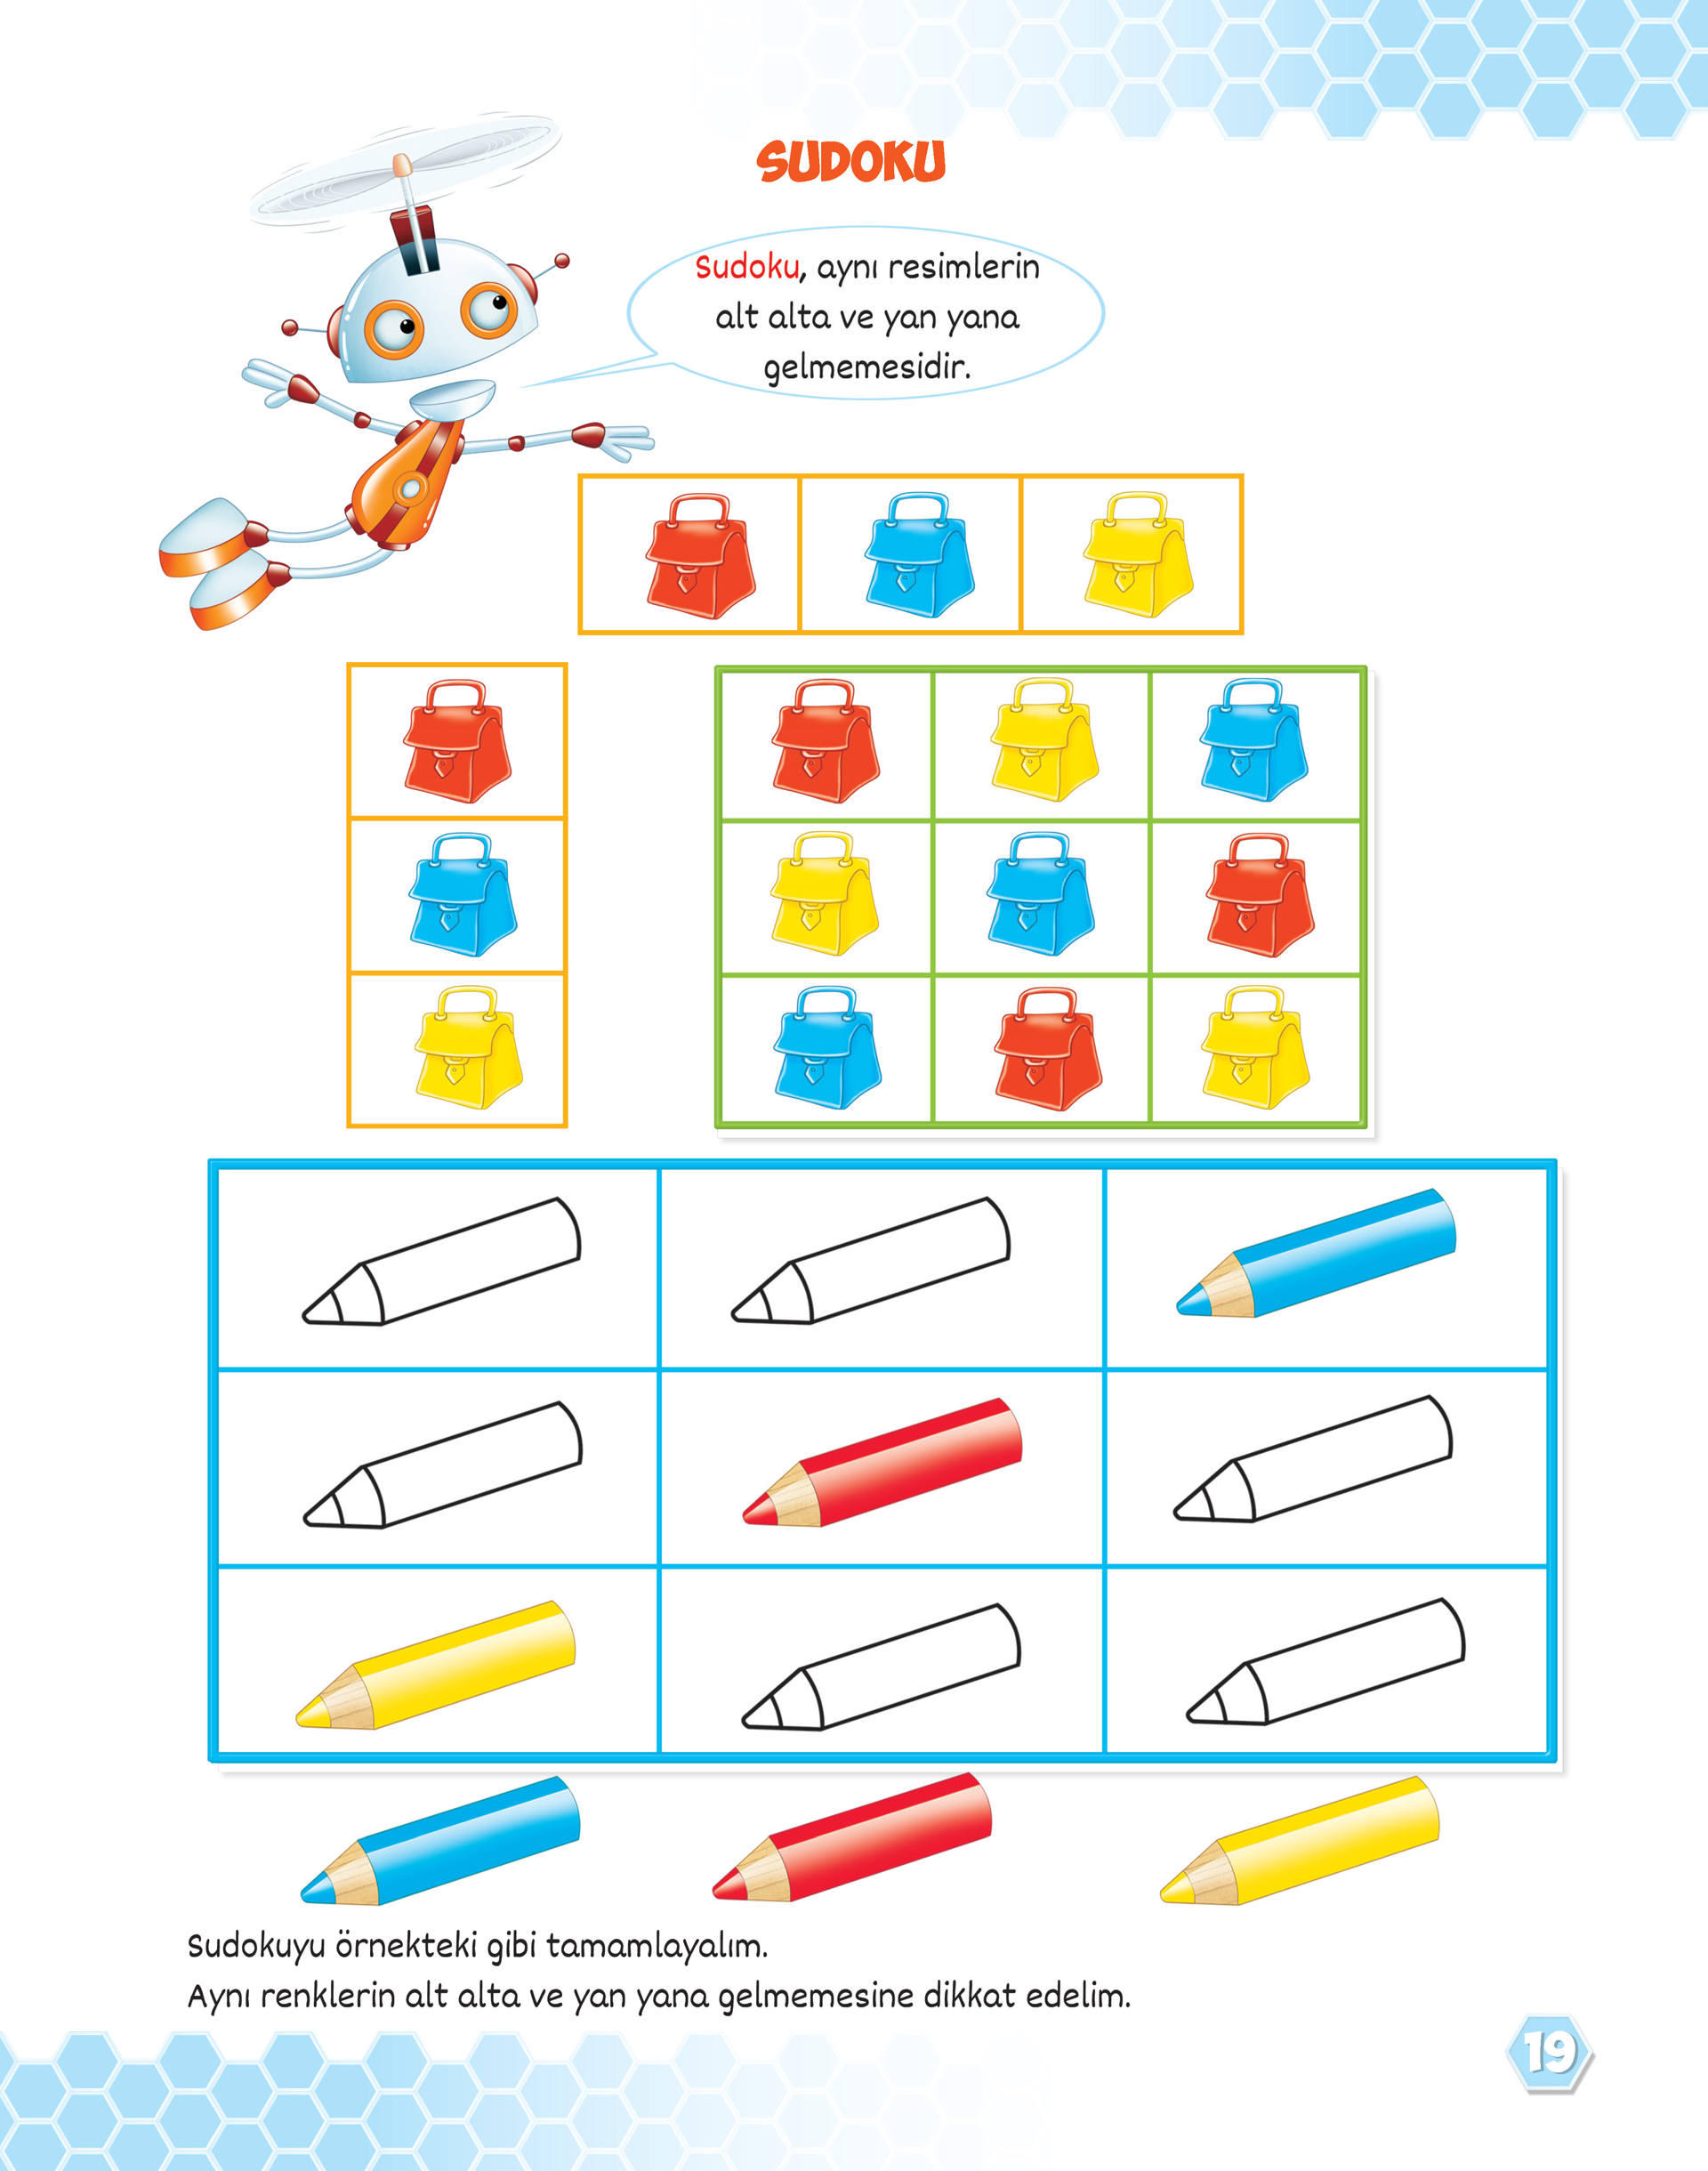 SUDOKU
Sudoku, aynı resimlerin
alt alta ve yan yana
gelmemesidir.
Sudokuyu örnekteki gibi tamamlayalım.
Aynı renklerin alt alta ve yan yana gelmemesine dikkat edelim.
19